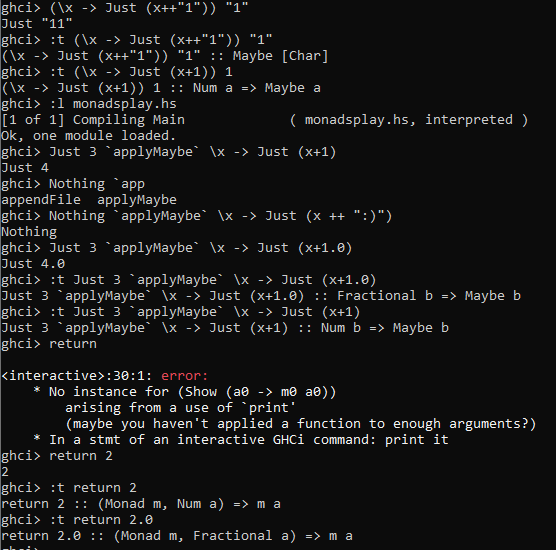 ghci> (\x -> Just (x++"1")) "1"
Just "11"
ghci> :t (\x -> Just (x++"1")) "1"
(\x -> Just (x++"1")) "1" :: Maybe [Char]
ghci> :t (\x -> Just (x+1)) 1
(\x -> Just (x+1)) 1 :: Num a => Maybe a
ghci> :l monadsplay.hs
[1 of 1] Compiling Main             ( monadsplay.hs, interpreted )
Ok, one module loaded.
ghci> Just 3 `applyMaybe` \x -> Just (x+1)
Just 4
ghci> Nothing `app
appendFile  applyMaybe
ghci> Nothing `applyMaybe` \x -> Just (x ++ ":)")
Nothing
ghci> Just 3 `applyMaybe` \x -> Just (x+1.0)
Just 4.0
ghci> :t Just 3 `applyMaybe` \x -> Just (x+1.0)
Just 3 `applyMaybe` \x -> Just (x+1.0) :: Fractional b => Maybe b
ghci> :t Just 3 `applyMaybe` \x -> Just (x+1)
Just 3 `applyMaybe` \x -> Just (x+1) :: Num b => Maybe b
ghci> return
<interactive>:30:1: error:
    * No instance for (Show (a0 -> m0 a0))
        arising from a use of `print'
        (maybe you haven't applied a function to enough arguments?)
    * In a stmt of an interactive GHCi command: print it
ghci> return 2
2
ghci> :t return 2
return 2 :: (Monad m, Num a) => m a
ghci> :t return 2.0
return 2.0 :: (Monad m, Fractional a) => m a